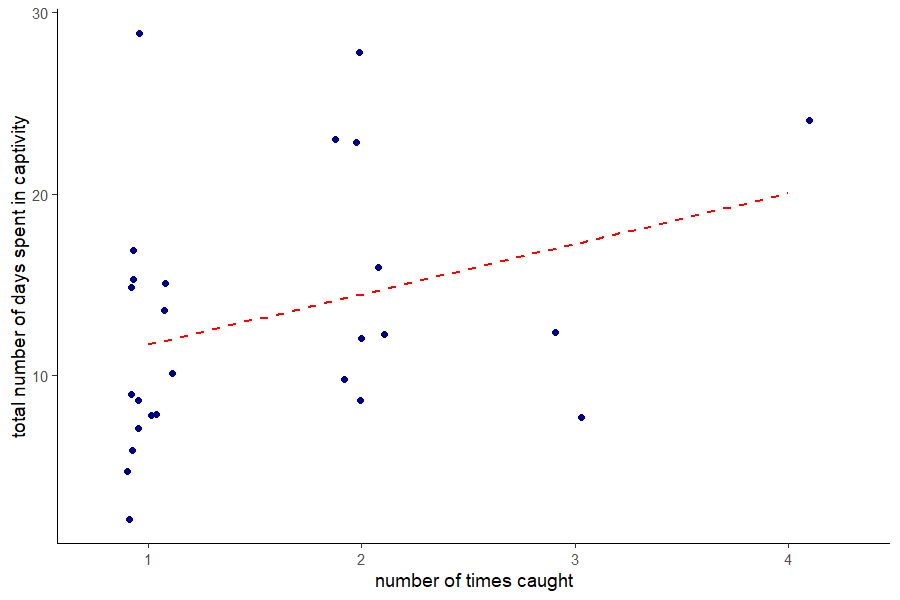 30
20
10
total number of days spent in captivity
1 2 3 4
number of times caught